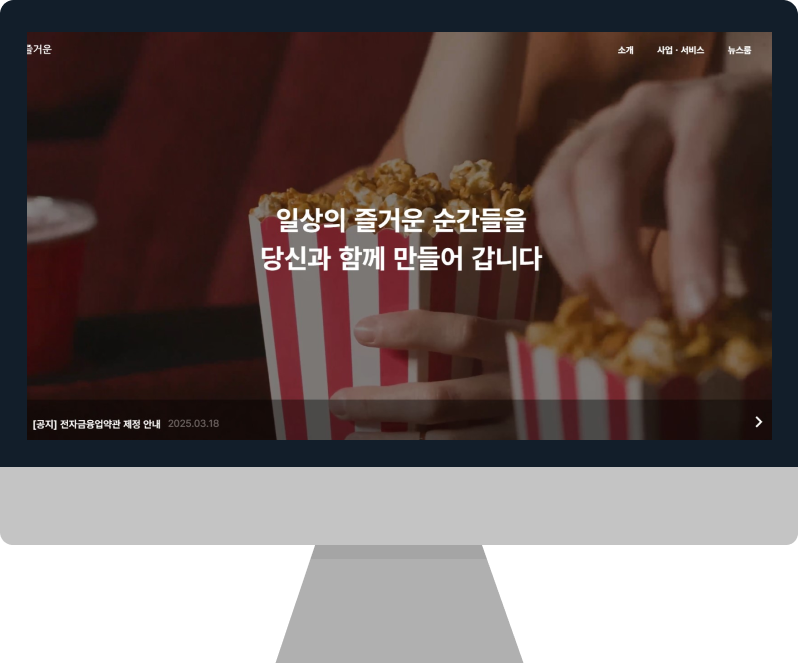 즐거운
소개 사업 · 서비스 뉴스룸
일상의 즐거운 순간들을
당신과 함께 만들어 갑니다
[공지] 전자금융업약관 제정 안내 2025.03.18